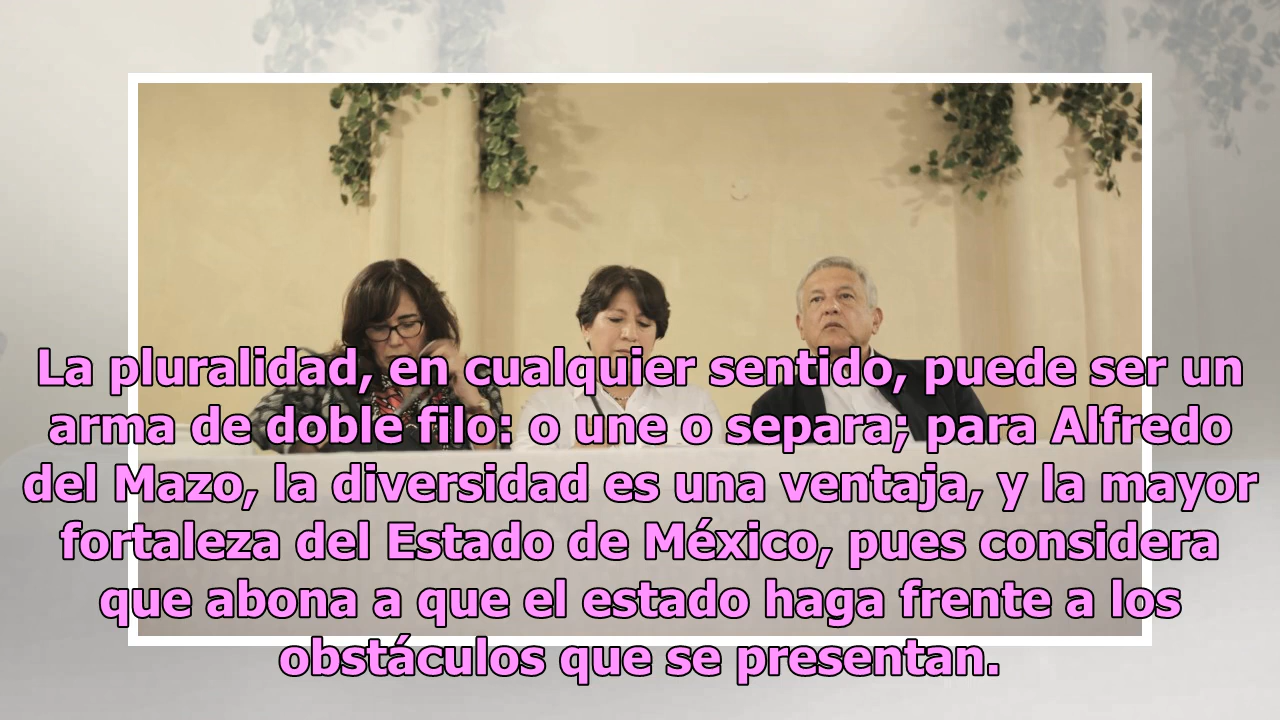 La pluralidad, en cualquier sentido, puede ser un
arma de doble filo: o une o separa; para Alfredo
del Mazo, la diversidad es una ventaja, y la mayor
fortaleza del Estado de México, pues considera
que abona a que el estado haga frente a los
obstáculos que se presentan.